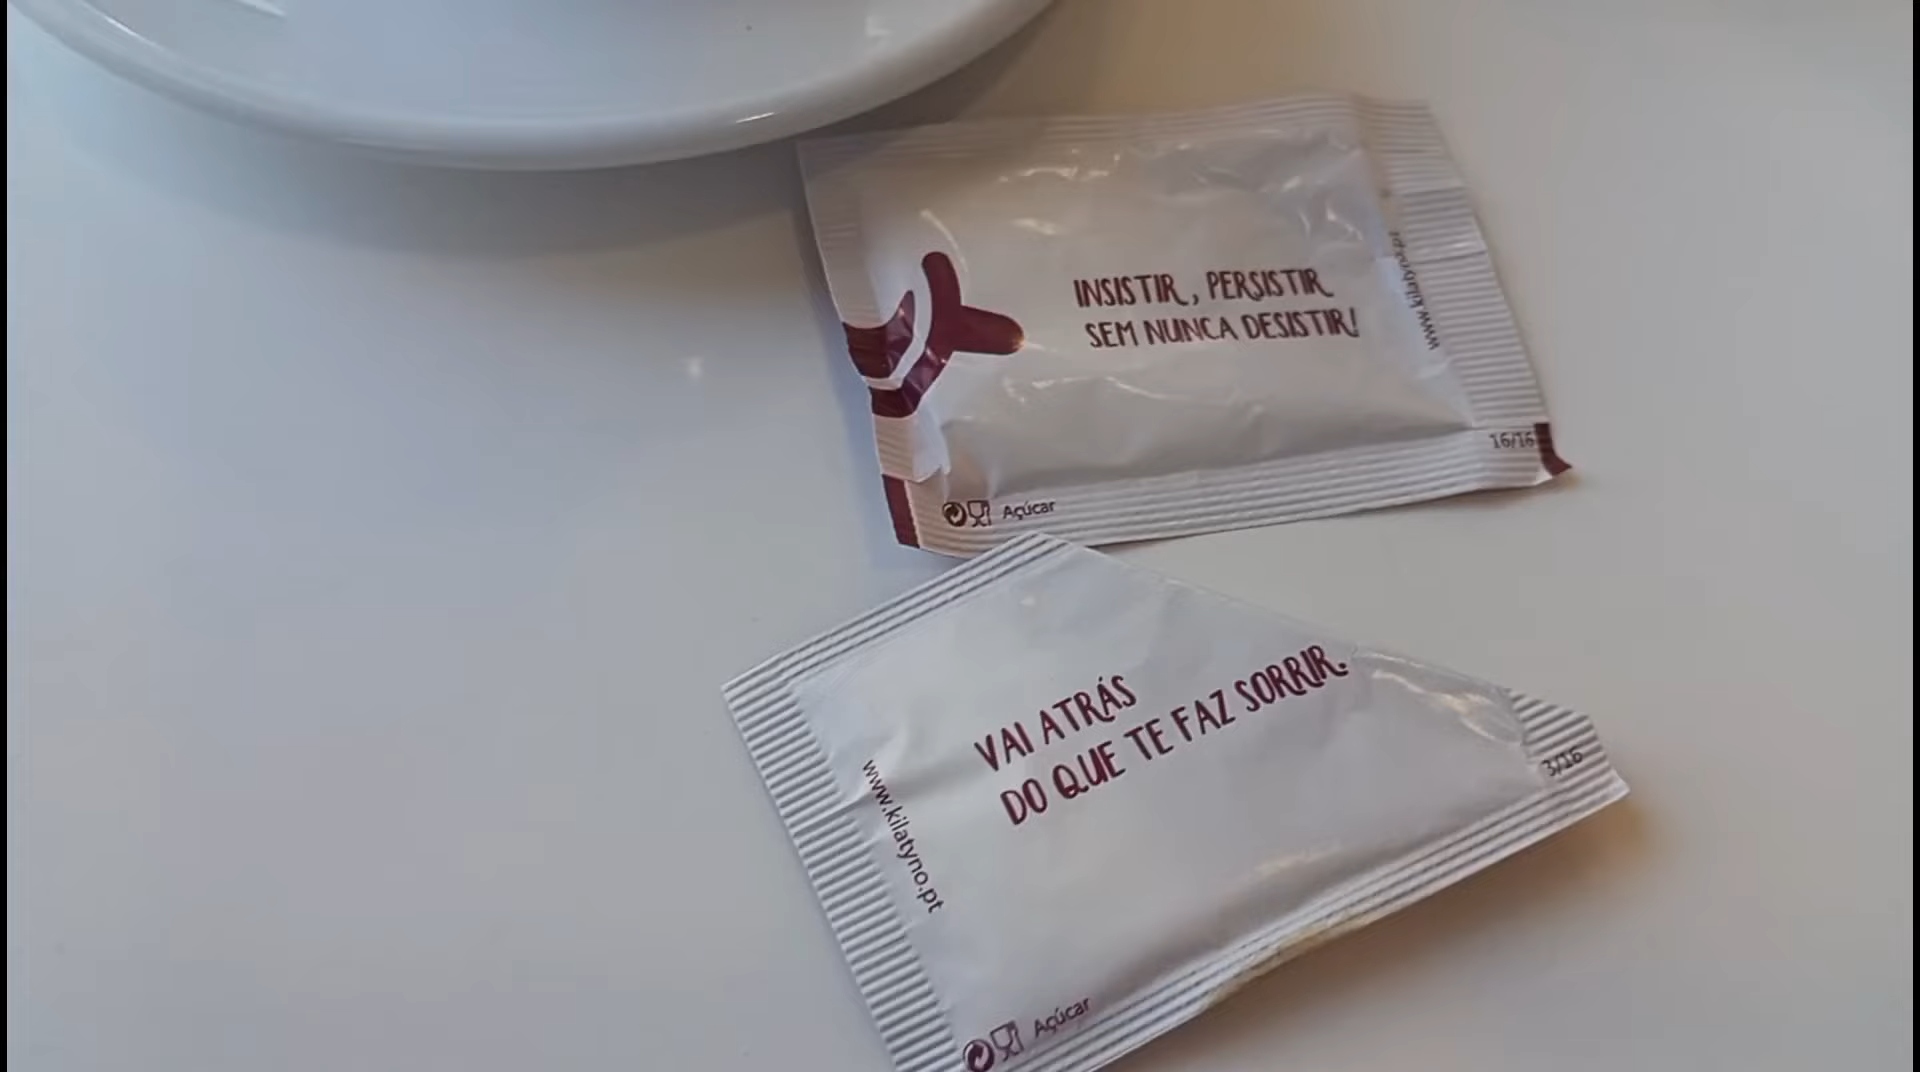 INSISTIR, PERSISTIR
SEM NUNCA DESISTIR!
www.kilatyno.pt
16/16
Açúcar
VAI ATRÁS
DO QUE TE FAZ SORRIR.
www.kilatyno.pt
3/16
Açúcar